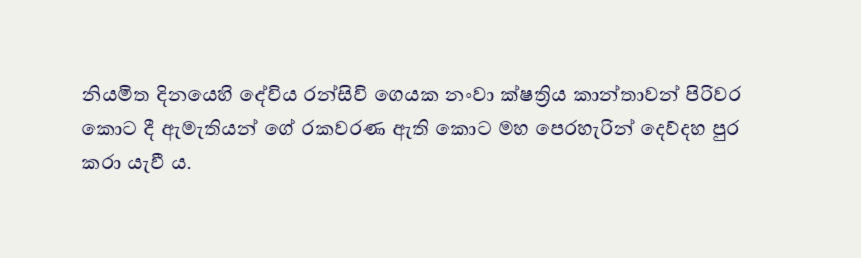 නියමිත දිනයෙහි දේවිය රන්සිවි ගෙයක නංවා ක්ෂත්‍රිය කාන්තාවන් පිරිවර
කොට දී ඇමැතියන් ගේ රකවරණ ඇති කොට මහ පෙරහැරින් දෙව්දහ පුර
කරා යැවී ය.